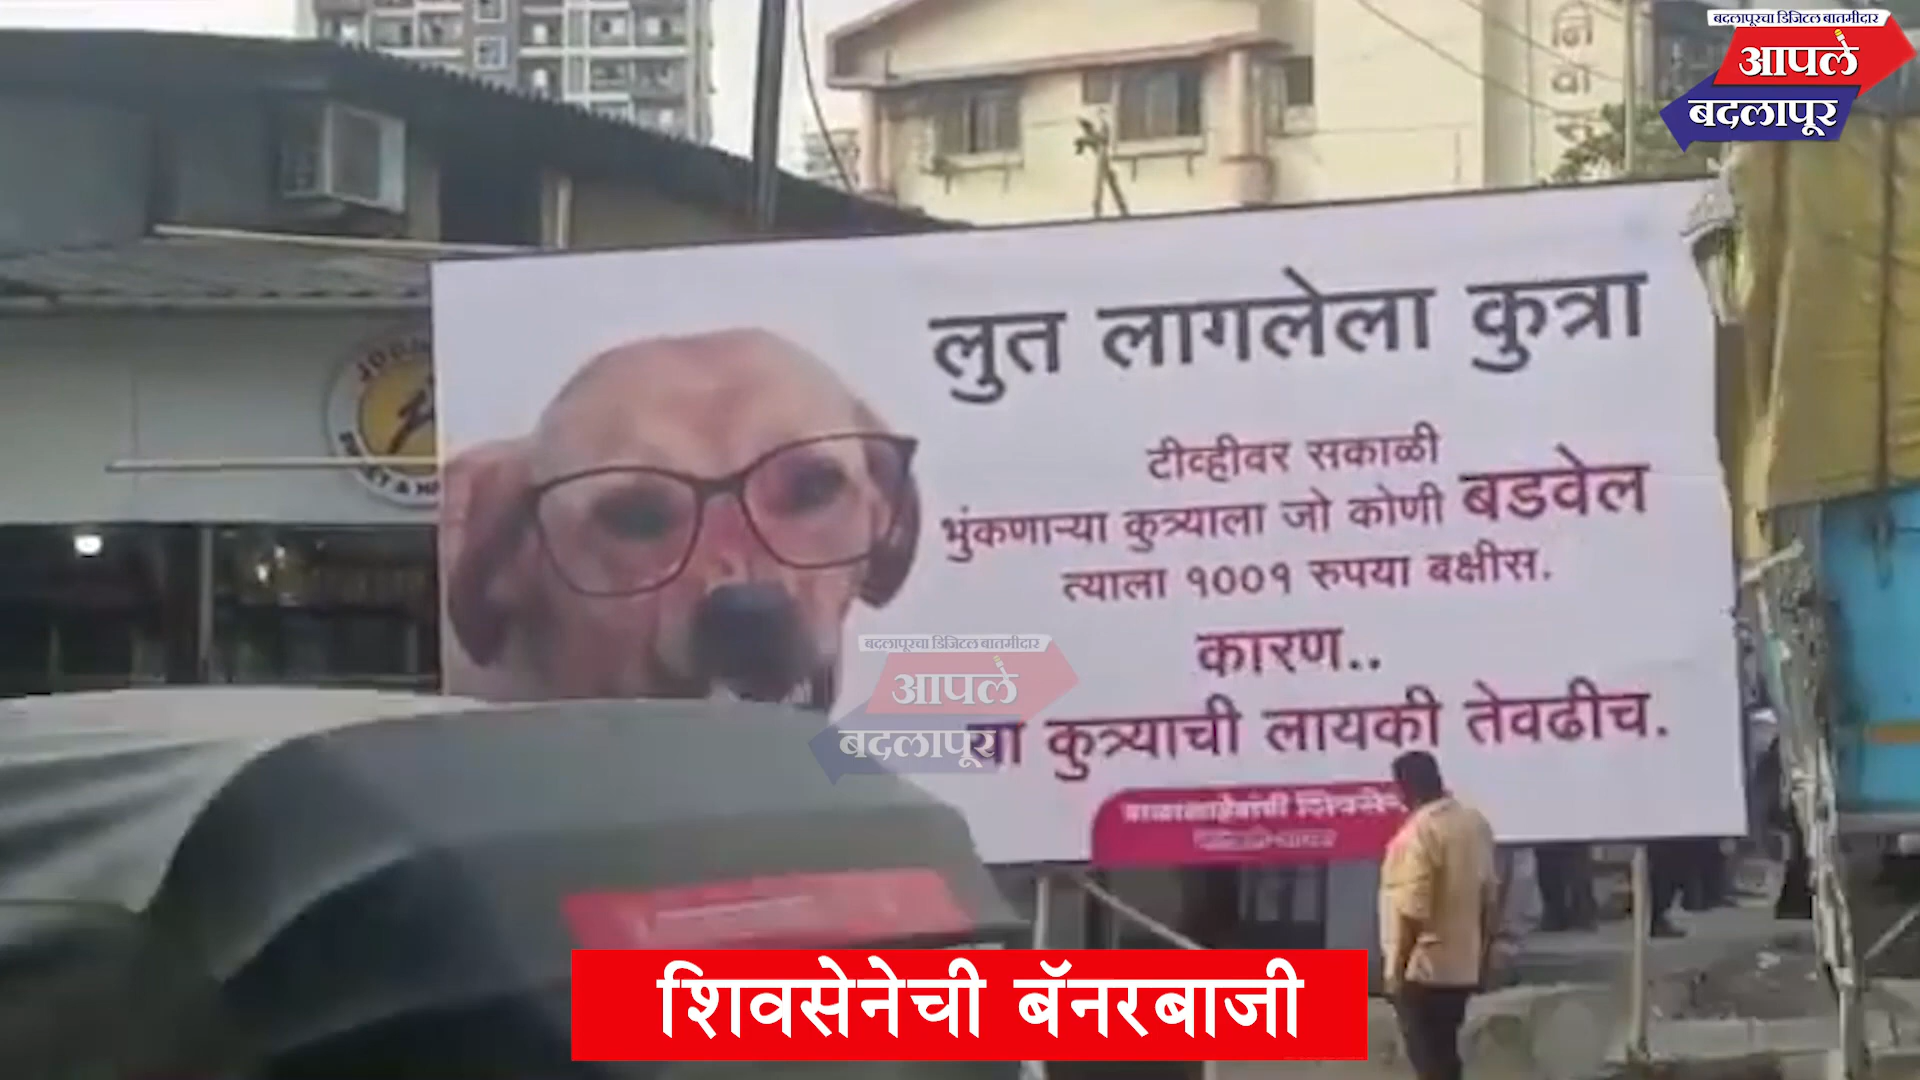 बदलापूरचा डिजिटल बातमीदार
आपले
बदलापूर
लुत लागलेला कुत्रा
टीव्हीवर सकाळी
भुंकणाऱ्या कुत्र्याला जो कोणी बडवेल
त्याला १००१ रुपया बक्षीस.
कारण..
या कुत्र्याची लायकी तेवढीच.
बाळासाहेबांची शिवसेना
बदलापूरचा डिजिटल बातमीदार
आपले
बदलापूर
शिवसेनेची बॅनरबाजी